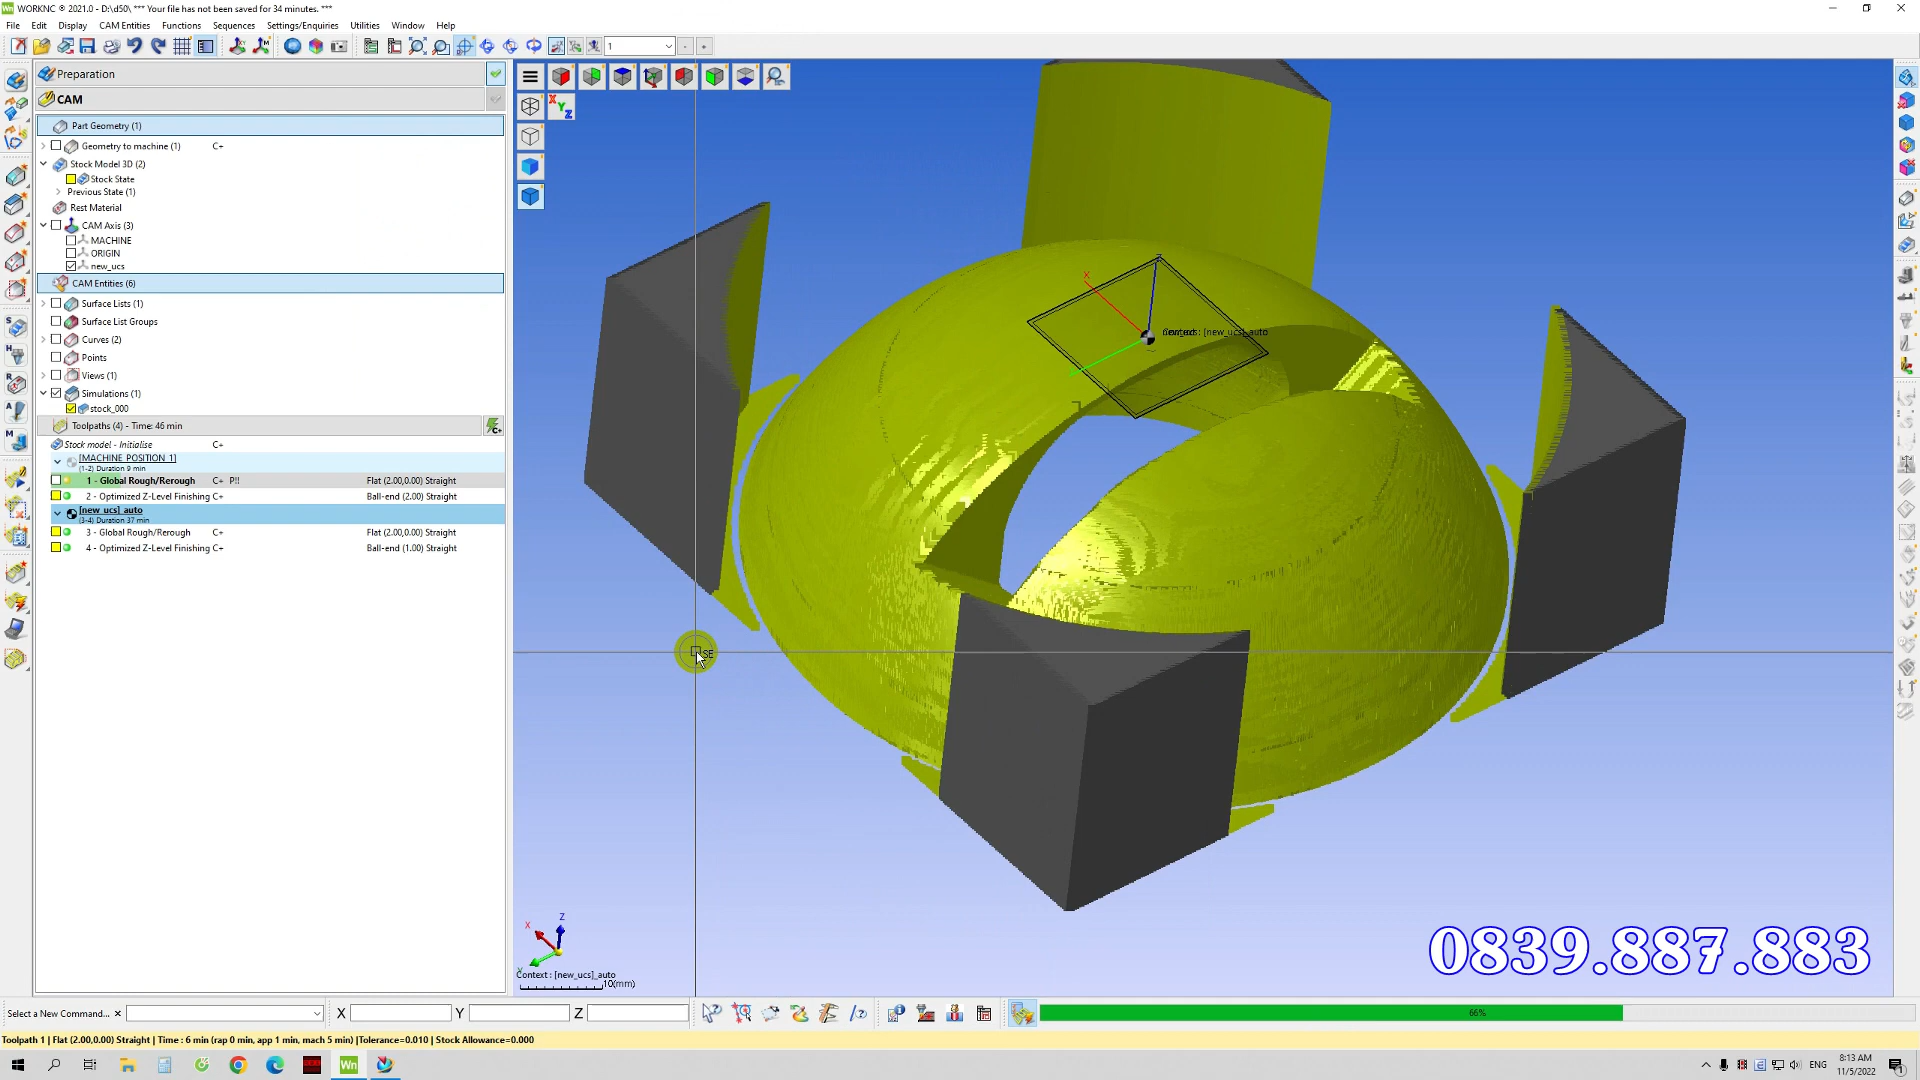 WORKNC © 2021.0 - D:\d50\ *** Your file has not been saved for 34 minutes. ***
File Edit Display CAM Entities Functions Sequences Settings/Enquiries Utilities Window Help
1
Preparation
CAM
Part Geometry (1)
Geometry to machine (1) C+
Stock Model 3D (2)
Stock State
Previous State (1)
Rest Material
CAM Axis (3)
MACHINE
ORIGIN
new_ucs
CAM Entities (6)
Surface Lists (1)
Surface List Groups
Curves (2)
Points
Views (1)
Simulations (1)
stock_000
Toolpaths (4) - Time: 46 min
Stock model - Initialise C+
[MACHINE POSITION 1]
(1-2) Duration 9 min
1 - Global Rough/Rerough C+ P!! Flat (2.00,0.00) Straight
2 - Optimized Z-Level Finishing C+ Ball-end (2.00) Straight
[new_ucs]_auto
(3-4) Duration 37 min
3 - Global Rough/Rerough C+ Flat (2.00,0.00) Straight
4 - Optimized Z-Level Finishing C+ Ball-end (1.00) Straight
X Y Z
Z
X
: [new_ucs]_auto
SE
Z
X
Y
Context : [new_ucs]_auto
10(mm)
0839.887.883
Select a New Command... X Y Z 66%
Toolpath 1 | Flat (2.00,0.00) Straight | Time : 6 min (rap 0 min, app 1 min, mach 5 min) |Tolerance=0.010 | Stock Allowance=0.000
Wn
ENG
8:13 AM
11/5/2022